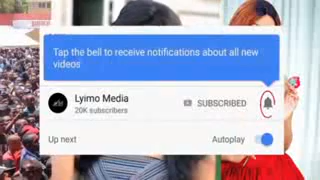 Tap the bell to receive notifications about all new
videos
Lyimo Media
20K subscribers
SUBSCRIBED
Up next
Autoplay